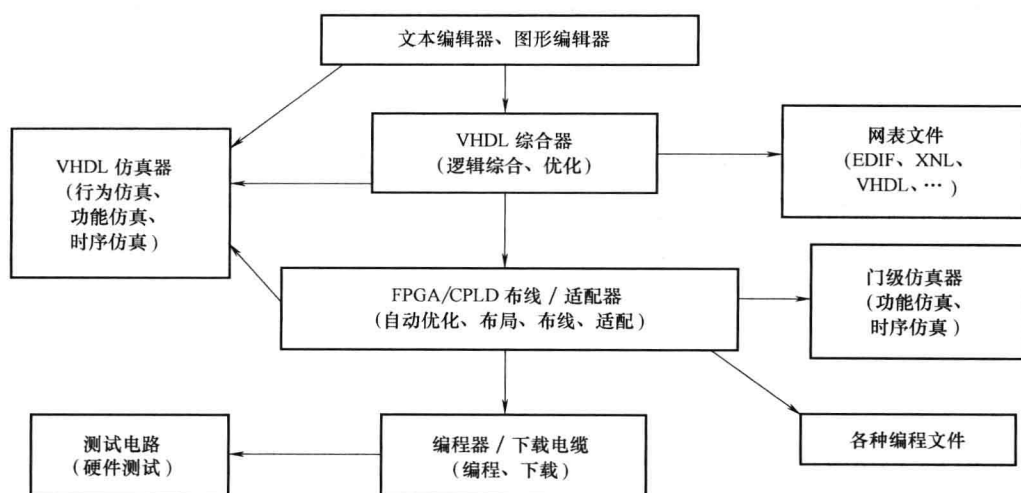 文本编辑器、图形编辑器
VHDL 综合器
(逻辑综合、优化)
网表文件
(EDIF、XNL、
VHDL、…)
VHDL 仿真器
(行为仿真、
功能仿真、
时序仿真)
FPGA/CPLD 布线 / 适配器
(自动优化、布局、布线、适配)
门级仿真器
(功能仿真、
时序仿真)
测试电路
(硬件测试)
编程器 / 下载电缆
(编程、下载)
各种编程文件